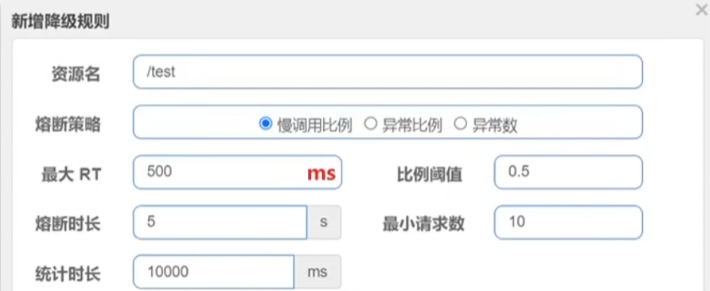 新增降级规则
×
资源名 /test
熔断策略 慢调用比例 异常比例 异常数
最大 RT 500 ms 比例阈值 0.5
熔断时长 5 s 最小请求数 10
统计时长 10000 ms